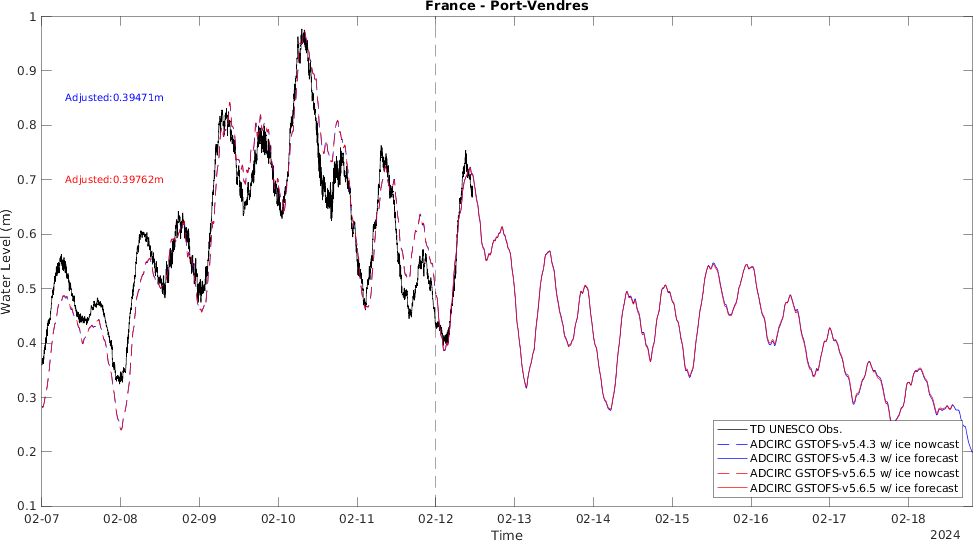 France - Port-Vendres
1
0.9
0.8
0.7
0.6
0.5
0.4
0.3
0.2
0.1
Water Level (m)
Adjusted:0.39471m
Adjusted:0.39762m
TD UNESCO Obs.
ADCIRC GSTOFS-v5.4.3 w/ ice nowcast
ADCIRC GSTOFS-v5.4.3 w/ ice forecast
ADCIRC GSTOFS-v5.6.5 w/ ice nowcast
ADCIRC GSTOFS-v5.6.5 w/ ice forecast
02-07 02-08 02-09 02-10 02-11 02-12 02-13 02-14 02-15 02-16 02-17 02-18
Time
2024